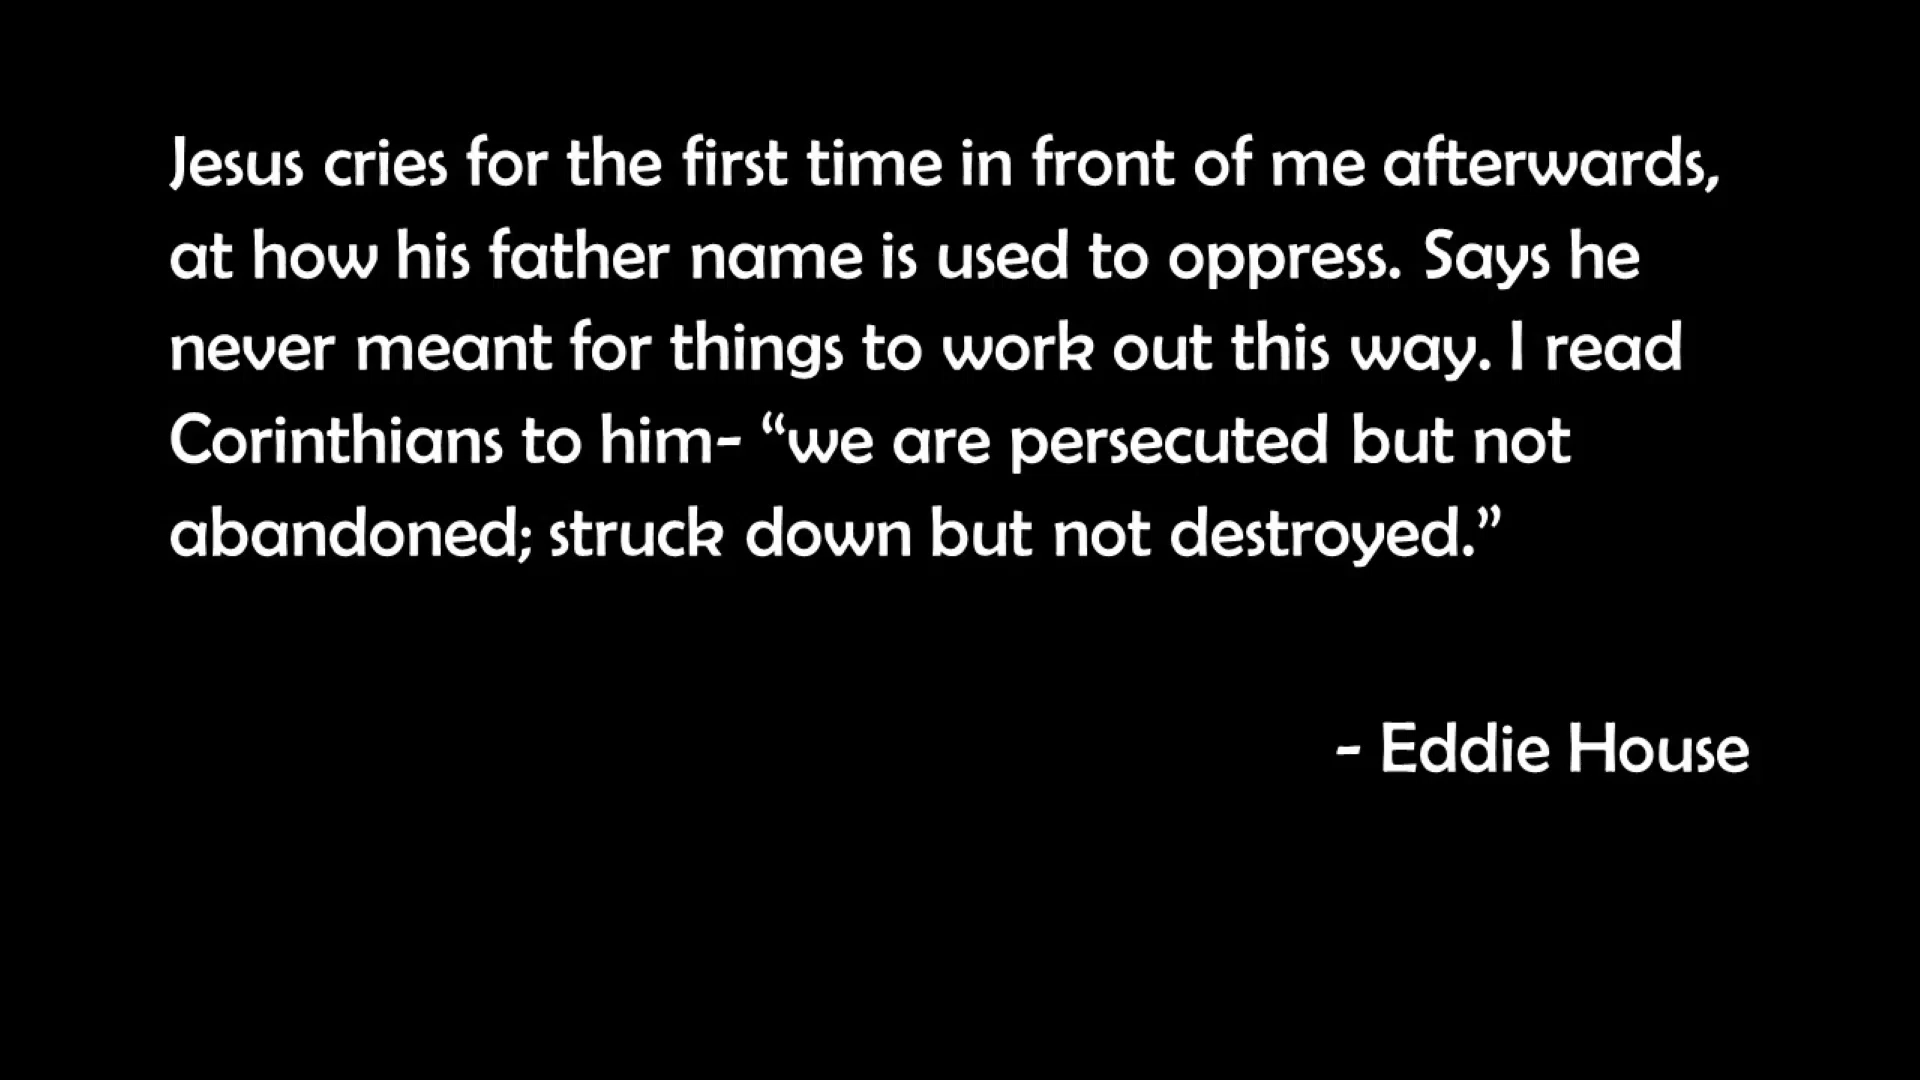 Jesus cries for the first time in front of me afterwards,
at how his father name is used to oppress. Says he
never meant for things to work out this way. I read
Corinthians to him- “we are persecuted but not
abandoned; struck down but not destroyed.”
- Eddie House